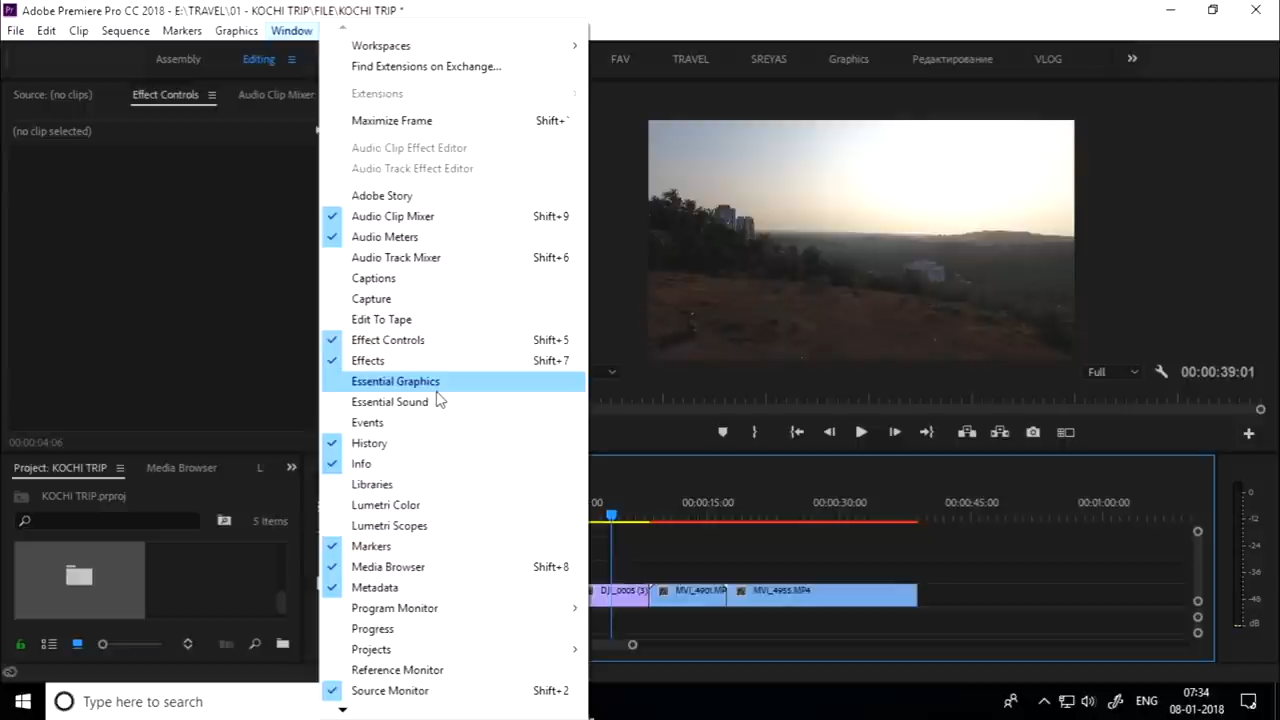 Pr Adobe Premiere Pro CC 2018 - E:\TRAVEL\01 - KOCHI TRIP\FILE\KOCHI TRIP *
File Edit Clip Sequence Markers Graphics Window
Assembly Editing FAV TRAVEL SREYAS Graphics Редактирование VLOG
Source: (no clips) Effect Controls Audio Clip Mixer:
(no clip selected)
Workspaces
Find Extensions on Exchange...
Extensions
Maximize Frame Shift+`
Audio Clip Effect Editor
Audio Track Effect Editor
Adobe Story
Audio Clip Mixer Shift+9
Audio Meters
Audio Track Mixer Shift+6
Captions
Capture
Edit To Tape
Effect Controls Shift+5
Effects Shift+7
Essential Graphics
Essential Sound
Events
History
Info
Libraries
Lumetri Color
Lumetri Scopes
Markers
Media Browser Shift+8
Metadata
Program Monitor
Progress
Projects
Reference Monitor
Source Monitor Shift+2
Full 00:00:39:01
00:00:04:06
Project: KOCHI TRIP Media Browser L
KOCHI TRIP.prproj
5 Items
00 00:00:15:00 00:00:30:00 00:00:45:00 00:01:00:00
DJI_0005 (3) MVI_4901.MP MVI_4955.MP4
0
-12
-24
-36
-48
dB
Type here to search
ENG
07:34
08-01-2018